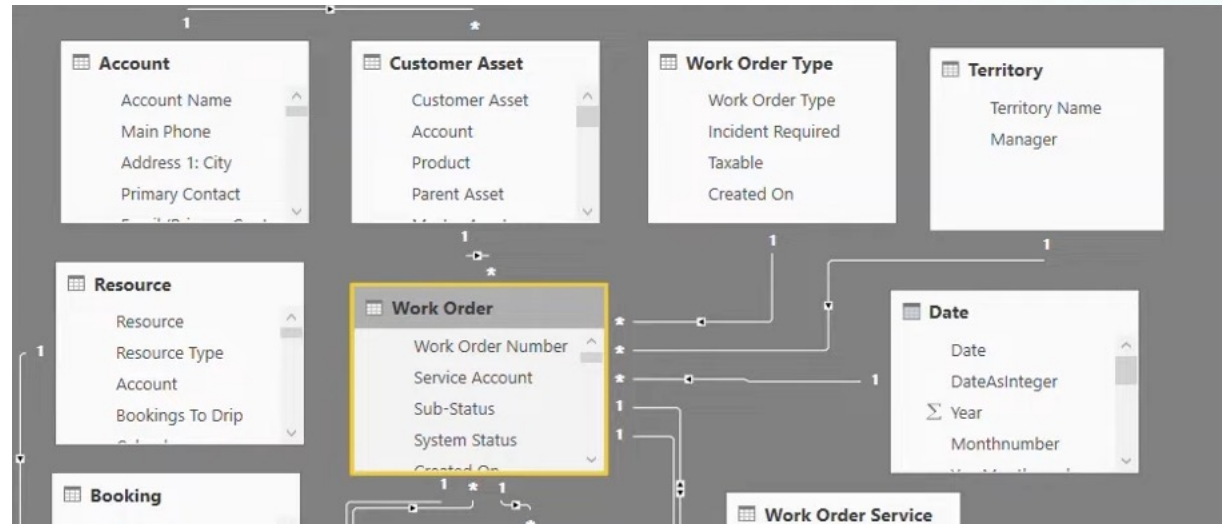 1
*
Account
Account Name
Main Phone
Address 1: City
Primary Contact
Customer Asset
Customer Asset
Account
Product
Parent Asset
Work Order Type
Work Order Type
Incident Required
Taxable
Created On
Territory
Territory Name
Manager
1
*
1
1
Resource
Resource
Resource Type
Account
Bookings To Drip
1
Work Order
Work Order Number
Service Account
Sub-Status
System Status
Created On
*
*
*
1
1
1
Date
Date
DateAsInteger
Σ Year
Monthnumber
1 * 1
*
Booking
Work Order Service